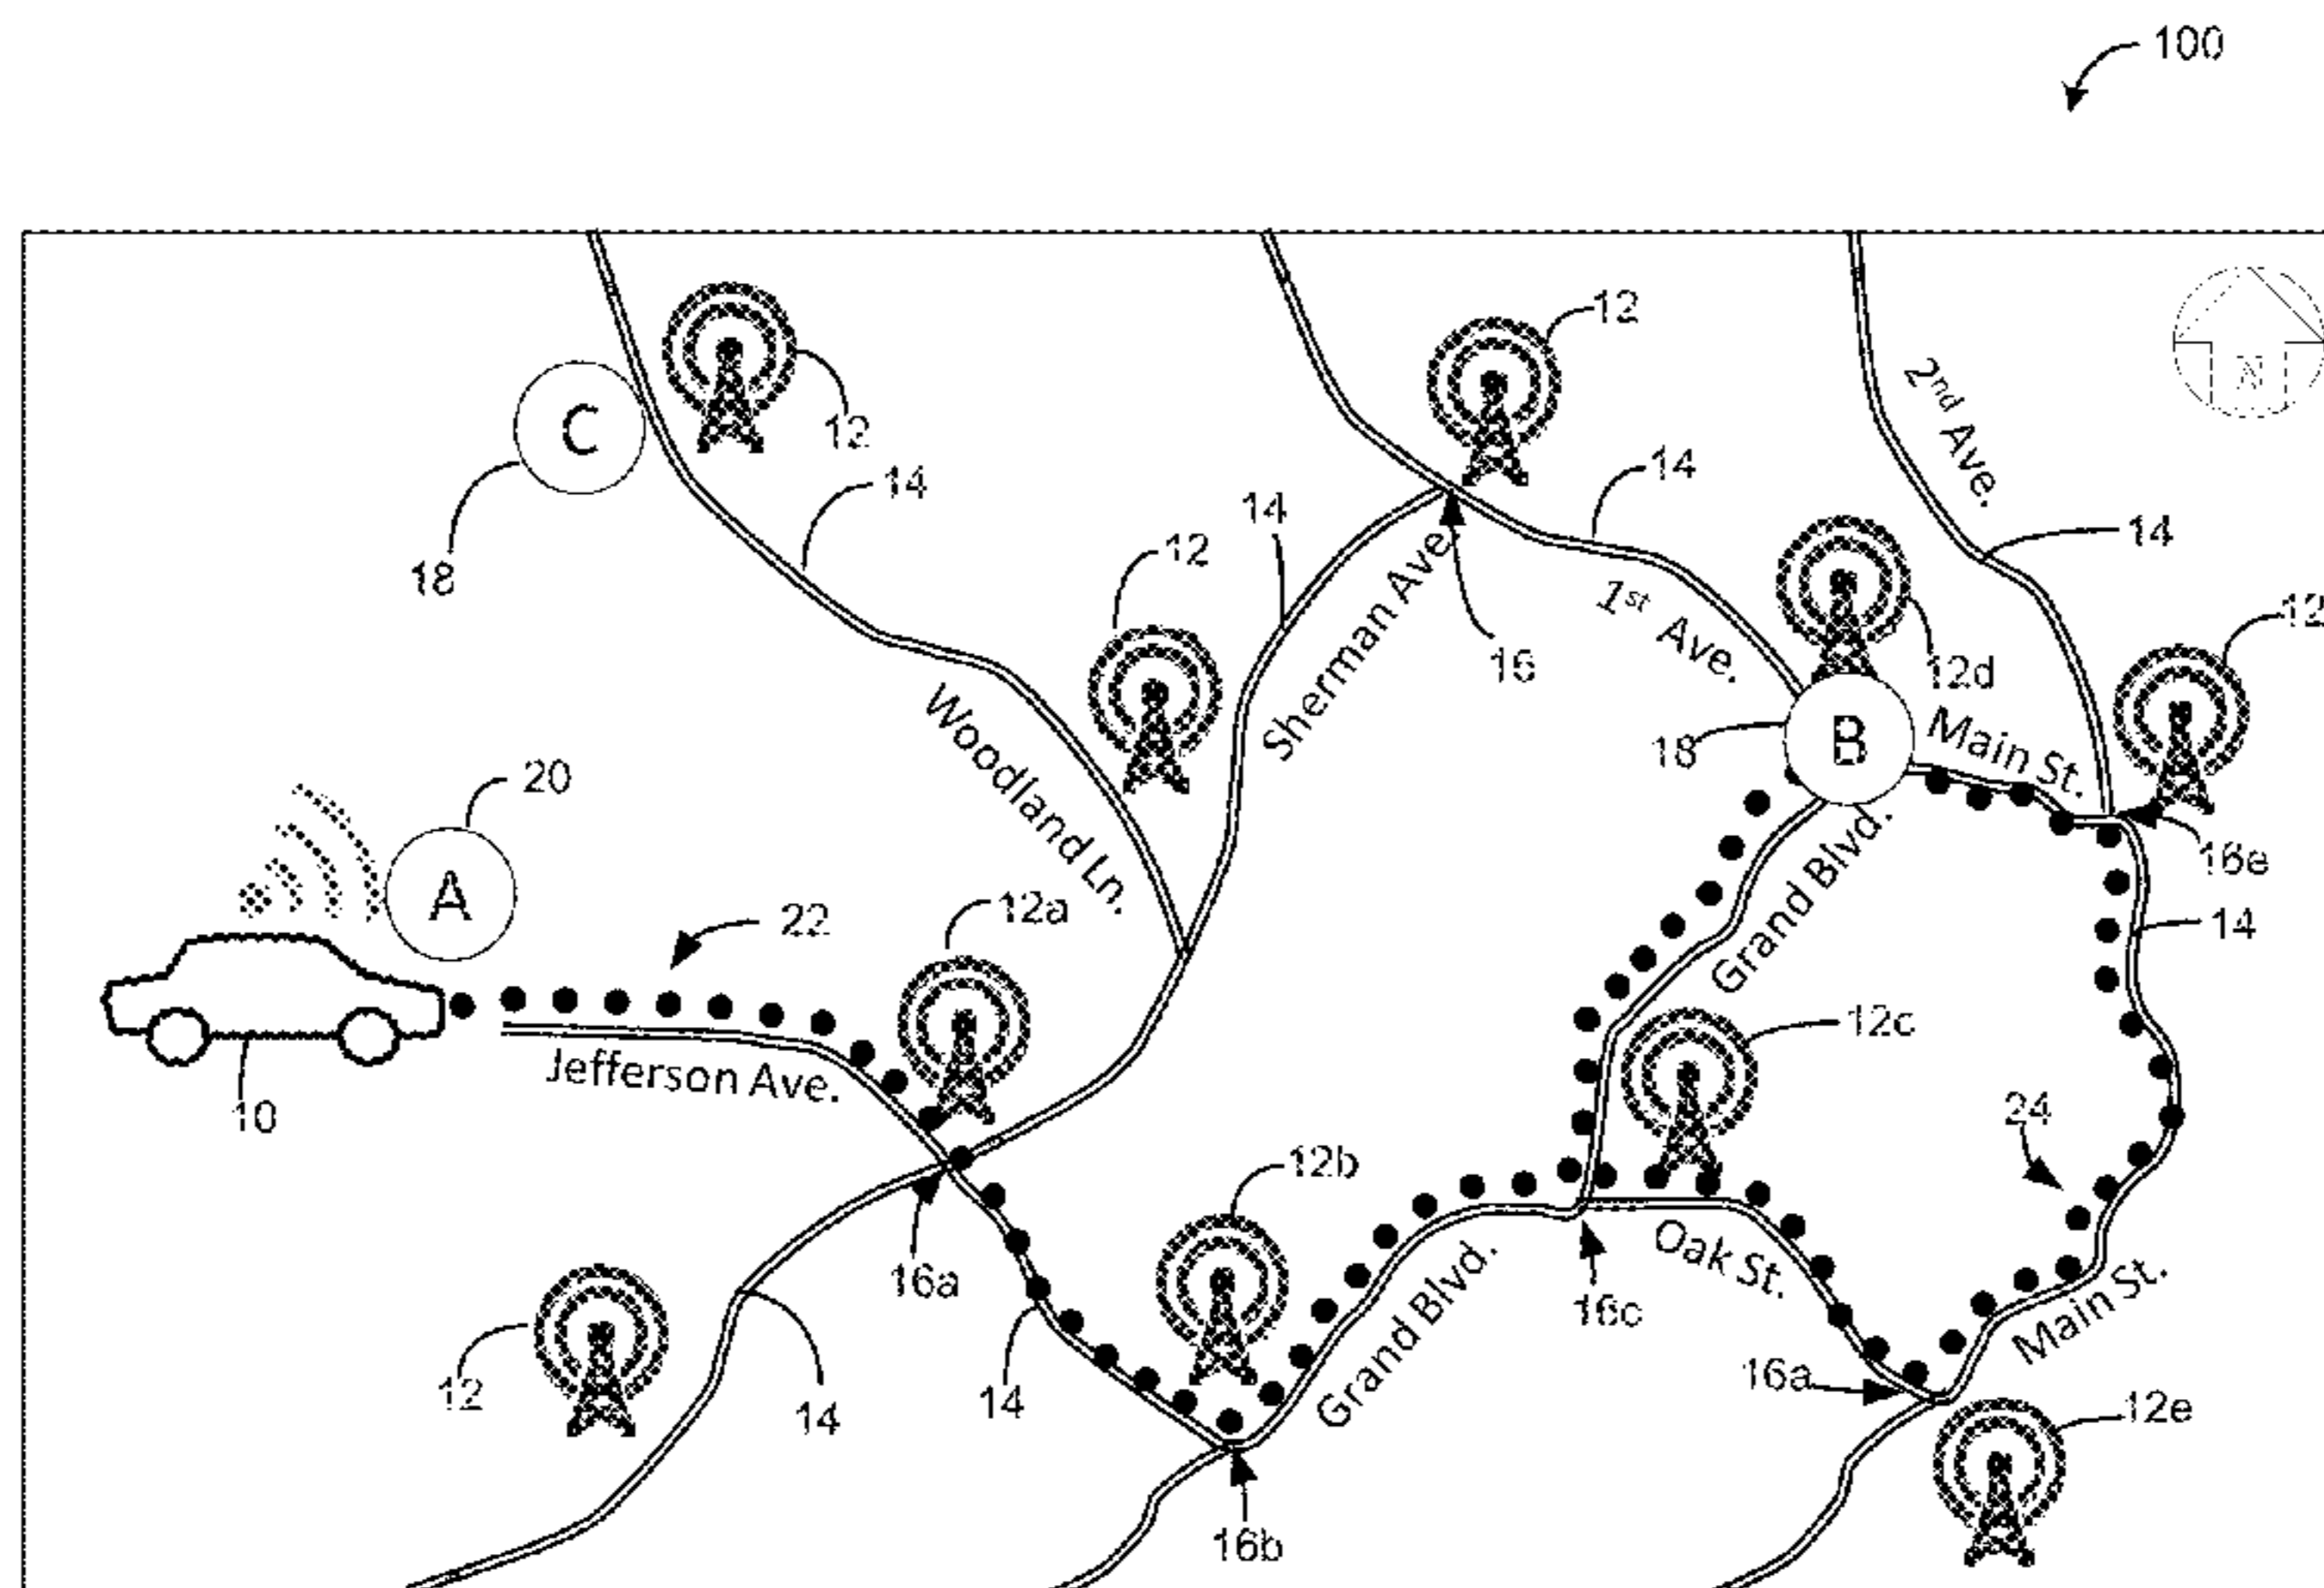 100
12
12
14
2nd Ave.
C
14
14
12
14
18
12
1st Ave.
16
12d
Sherman Ave.
18
B
Main St.
Woodland Ln.
20
Grand Blvd.
16e
A
22
12a
14
12c
Jefferson Ave.
10
24
12b
16a
Oak St.
16c
Grand Blvd.
Main St.
16a
12
14
14
12e
16b
N